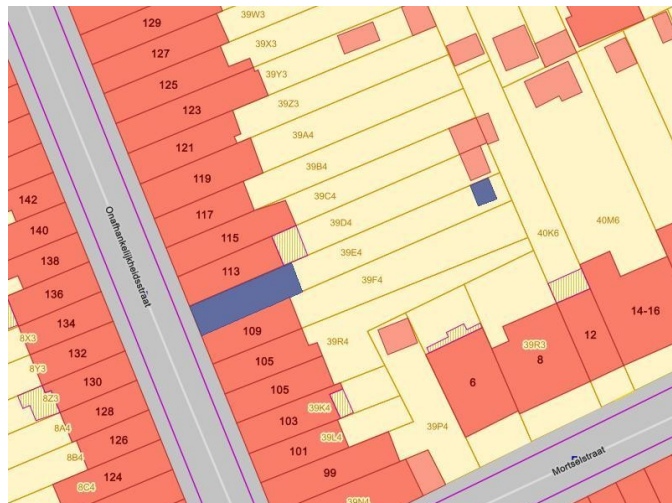 129
39W3
127
39X3
125
39Y3
123
39Z3
121
39A4
119
39B4
117
39C4
115
39D4
113
39E4
39F4
109
39R4
105
105
39K4
103
39L4
101
99
39N4
142
140
138
136
134
132
130
128
126
124
8X3
8Y3
8Z3
8A4
8B4
8C4
Onafhankelijkheidsstraat
40K6
40M6
14-16
12
39R3
8
6
39P4
Mortselstraat